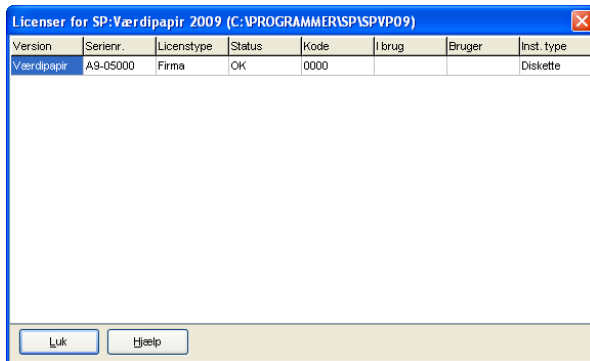 Licenser for SP:Værdipapir 2009 (C:\PROGRAMMER\SP\SPVP09)
Version Serienr. Licenstype Status Kode I brug Bruger Inst. type
Værdipapir A9-05000 Firma OK 0000 Diskette
Luk Hjælp